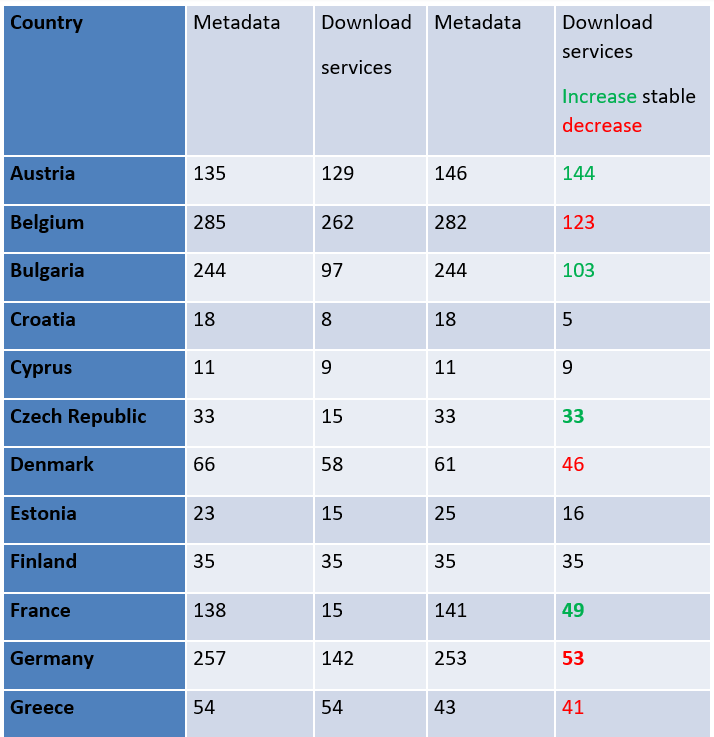 Country Metadata Download services Metadata Download services Increase stable decrease
Austria 135 129 146 144
Belgium 285 262 282 123
Bulgaria 244 97 244 103
Croatia 18 8 18 5
Cyprus 11 9 11 9
Czech Republic 33 15 33 33
Denmark 66 58 61 46
Estonia 23 15 25 16
Finland 35 35 35 35
France 138 15 141 49
Germany 257 142 253 53
Greece 54 54 43 41